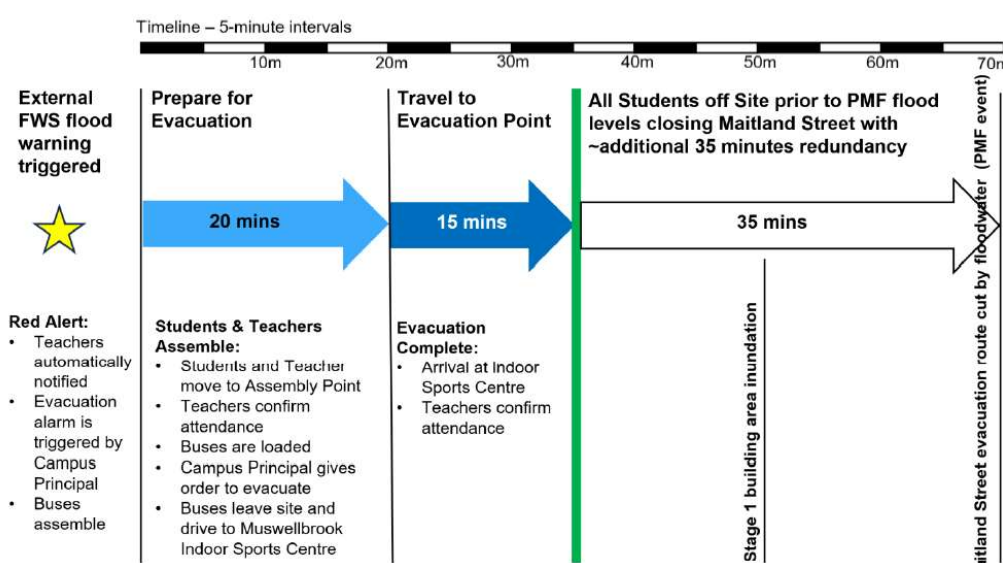 Timeline – 5-minute intervals
10m
20m
30m
40m
50m
60m
70m
External
FWS flood
warning
triggered
Prepare for
Evacuation
Travel to
Evacuation Point
All Students off Site prior to PMF flood
levels closing Maitland Street with
~additional 35 minutes redundancy
20 mins
15 mins
35 mins
Red Alert:
• Teachers
automatically
notified
• Evacuation
alarm is
triggered by
Campus
Principal
• Buses
assemble
Students & Teachers
Assemble:
• Students and Teacher
move to Assembly Point
• Teachers confirm
attendance
• Buses are loaded
• Campus Principal gives
order to evacuate
• Buses leave site and
drive to Muswellbrook
Indoor Sports Centre
Evacuation
Complete:
• Arrival at Indoor
Sports Centre
• Teachers confirm
attendance
Stage 1 building area inundation
itland Street evacuation route cut by floodwater (PMF event)